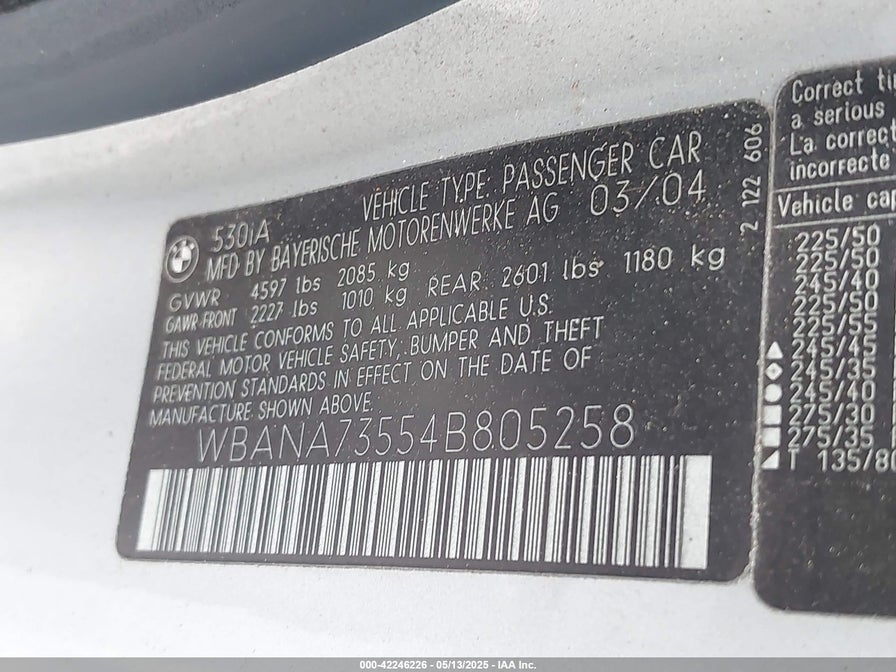 530iA
VEHICLE TYPE: PASSENGER CAR
MFD BY BAYERISCHE MOTORENWERKE AG 03/04
GVWR 4597 lbs 2085 kg
GAWR-FRONT 2227 lbs 1010 kg REAR 2601 lbs 1180 kg
THIS VEHICLE CONFORMS TO ALL APPLICABLE U.S.
FEDERAL MOTOR VEHICLE SAFETY, BUMPER AND THEFT
PREVENTION STANDARDS IN EFFECT ON THE DATE OF
MANUFACTURE SHOWN ABOVE.
WBANA73554B805258
2 122 606
Correct ti
a serious
La correct
incorrecte
Vehicle cap
225/50
225/50
245/40
225/50
225/55
245/45
245/35
245/40
275/30
275/35
T 135/80
000-42246226 - 05/13/2025 - IAA Inc.